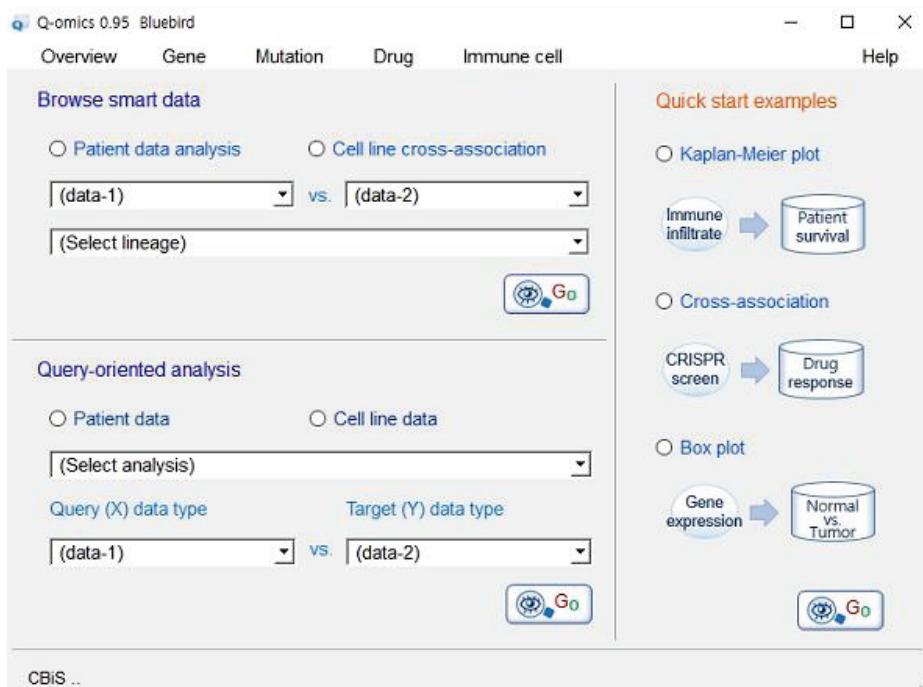 Q-omics 0.95 Bluebird
Overview Gene Mutation Drug Immune cell Help
Browse smart data
Patient data analysis Cell line cross-association
(data-1) vs. (data-2)
(Select lineage)
Go
Query-oriented analysis
Patient data Cell line data
(Select analysis)
Query (X) data type Target (Y) data type
(data-1) vs. (data-2)
Go
Quick start examples
Kaplan-Meier plot
Immune
infiltrate
Patient
survival
Cross-association
CRISPR
screen
Drug
response
Box plot
Gene
expression
Normal
vs.
Tumor
Go
CBiS ..